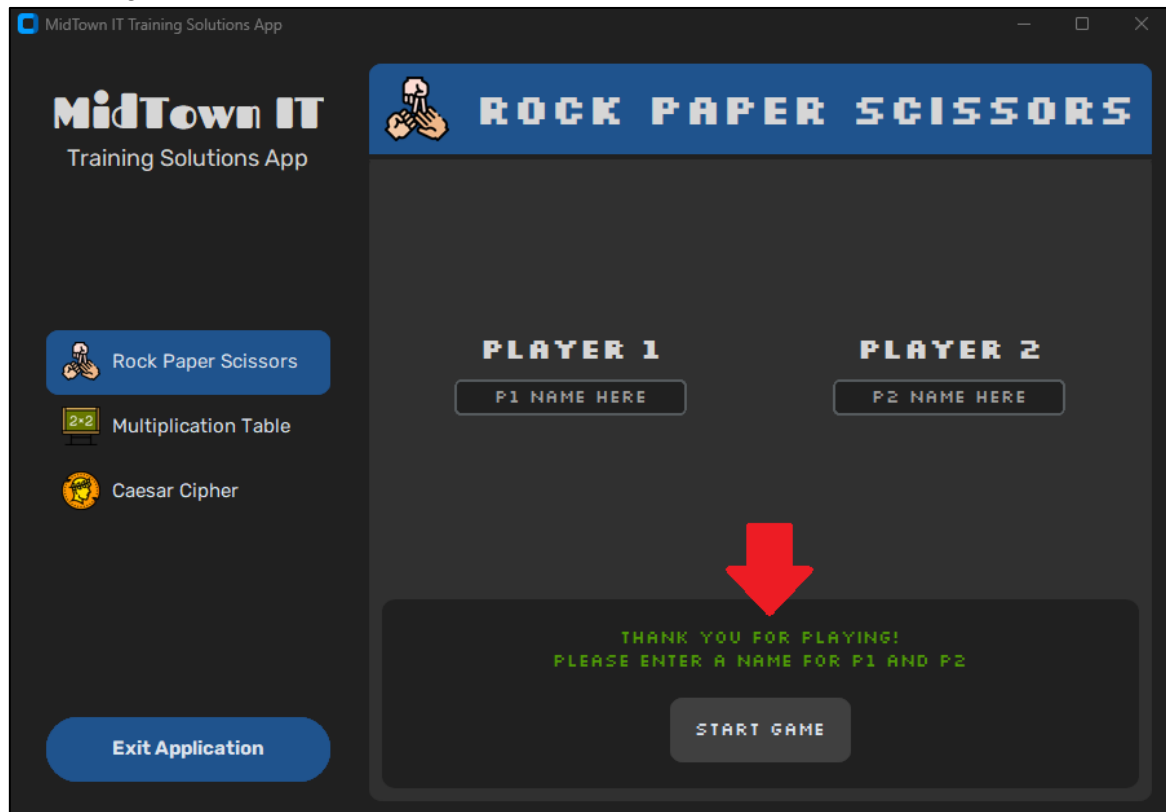 MidTown IT Training Solutions App
MidTown IT
Training Solutions App
Rock Paper Scissors
2×2
Multiplication Table
Caesar Cipher
Exit Application
ROCK PAPER SCISSORS
PLAYER 1
PLAYER 2
P1 NAME HERE
P2 NAME HERE
THANK YOU FOR PLAYING!
PLEASE ENTER A NAME FOR P1 AND P2
START GAME